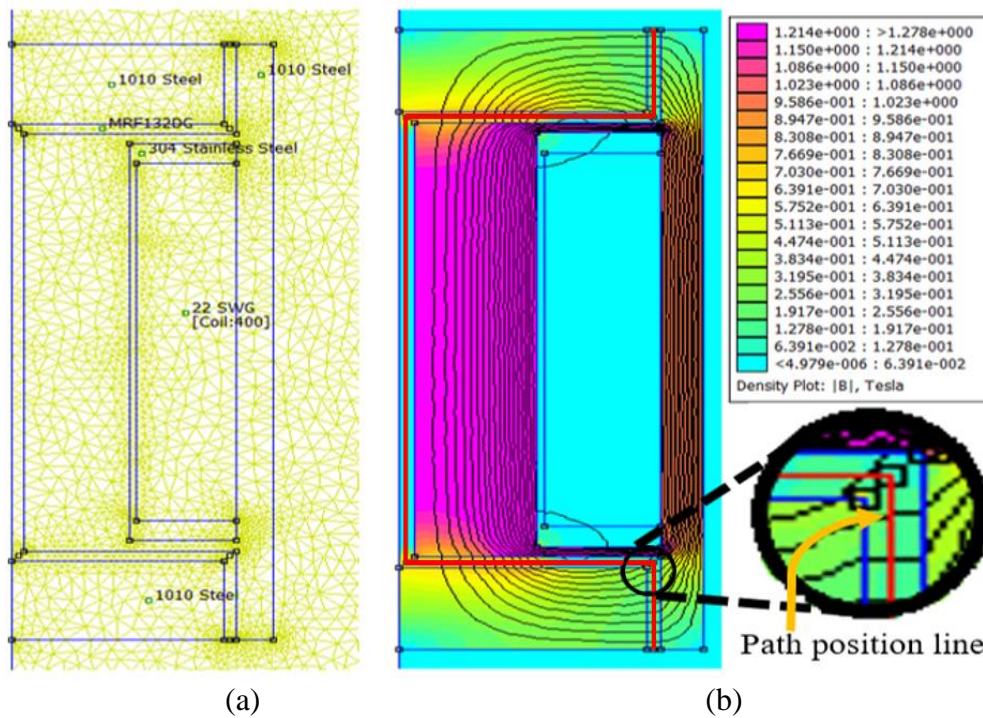 1010 Steel
1010 Steel
MRF132DG
304 Stainless Steel
22 SWG
[Coil:400]
1010 Steel
(a)
1.214e+000 : >1.278e+000
1.150e+000 : 1.214e+000
1.086e+000 : 1.150e+000
1.023e+000 : 1.086e+000
9.586e-001 : 1.023e+000
8.947e-001 : 9.586e-001
8.308e-001 : 8.947e-001
7.669e-001 : 8.308e-001
7.030e-001 : 7.669e-001
6.391e-001 : 7.030e-001
5.752e-001 : 6.391e-001
5.113e-001 : 5.752e-001
4.474e-001 : 5.113e-001
3.834e-001 : 4.474e-001
3.195e-001 : 3.834e-001
2.556e-001 : 3.195e-001
1.917e-001 : 2.556e-001
1.278e-001 : 1.917e-001
6.391e-002 : 1.278e-001
<4.979e-006 : 6.391e-002
Density Plot: |B|, Tesla
Path position line
(b)